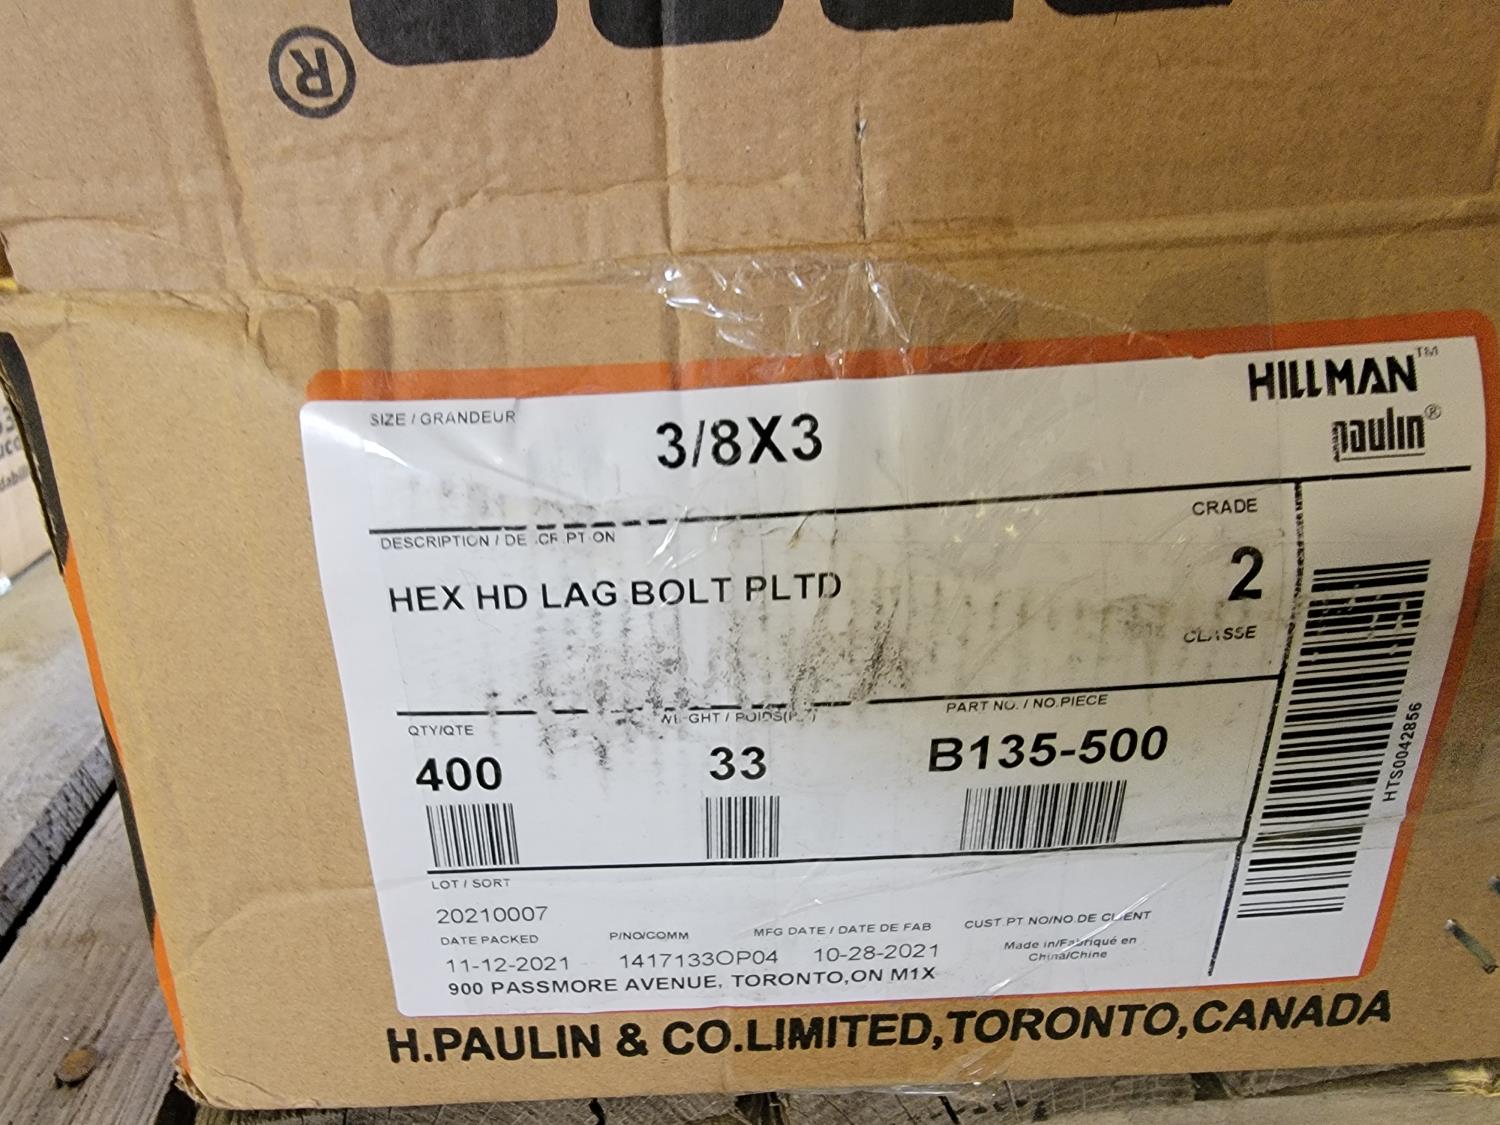 ®
HILLMAN™
paulin®
SIZE / GRANDEUR
3/8X3
GRADE
2
CLASSE
DESCRIPTION / DESCRIPTION
HEX HD LAG BOLT PLTD
QTY/QTE
400
WEIGHT / POIDS
33
PART NO. / NO.PIECE
B135-500
HTS0042856
LOT / SORT
20210007
DATE PACKED
11-12-2021
P/NO/COMM
1417133OP04
MFG DATE / DATE DE FAB
10-28-2021
CUST.PT NO/NO.DE CLIENT
Made in/Fabriqué en
China/Chine
900 PASSMORE AVENUE, TORONTO,ON M1X
H.PAULIN & CO.LIMITED,TORONTO,CANADA